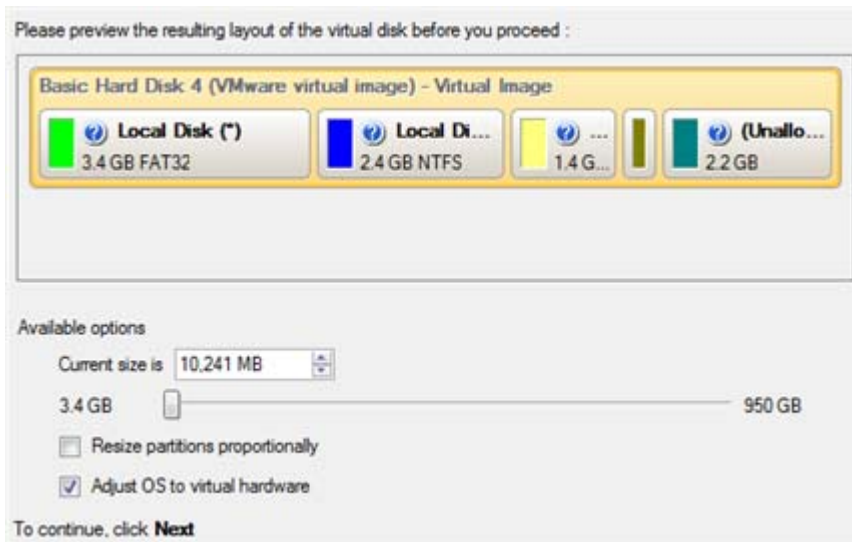 Please preview the resulting layout of the virtual disk before you proceed :
Basic Hard Disk 4 (VMware virtual image) - Virtual Image
Local Disk (*)
3.4 GB FAT32
Local Di...
2.4 GB NTFS
...
1.4 G...
(Unallo...
2.2 GB
Available options
Current size is 10,241 MB
3.4 GB 950 GB
Resize partitions proportionally
Adjust OS to virtual hardware
To continue, click Next